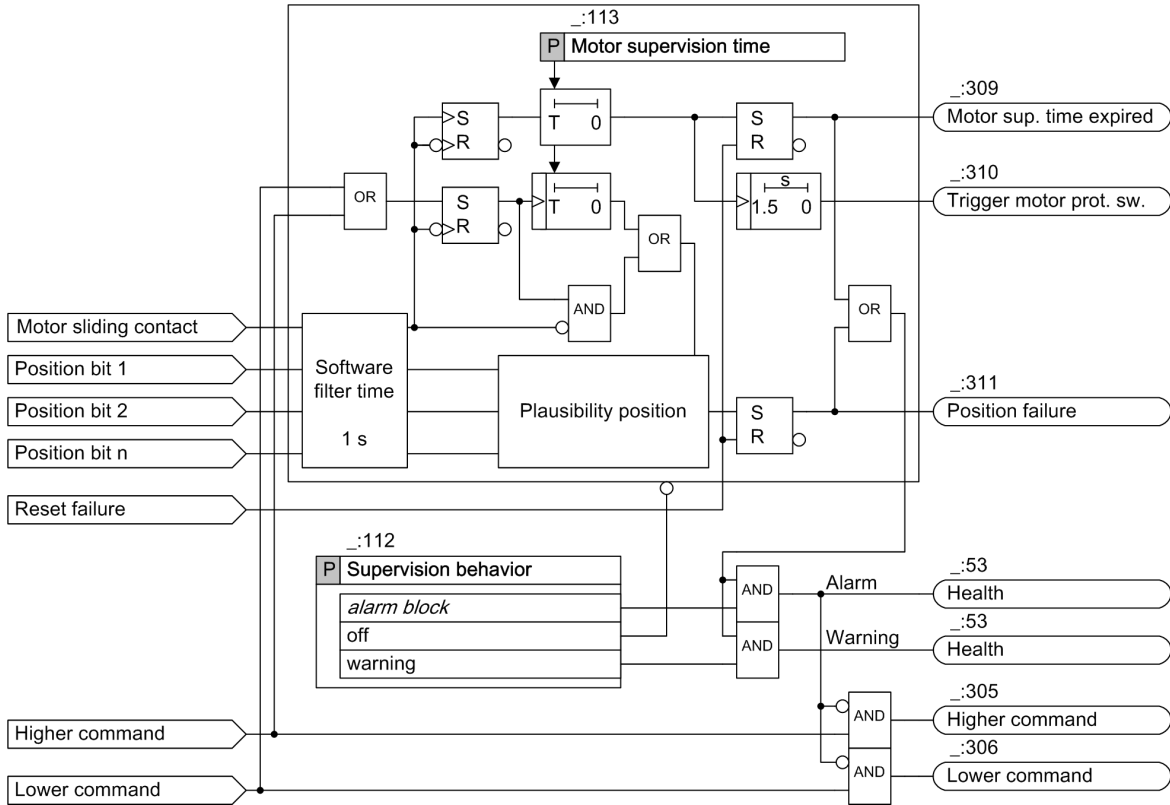 _:113
P Motor supervision time
_:309
S
R
T 0
S
R
Motor sup. time expired
_:310
OR
S
R
T 0
s
1.5 0
Trigger motor prot. sw.
OR
AND
OR
Motor sliding contact
Position bit 1
Position bit 2
Position bit n
Software
filter time
1 s
Plausibility position
S
R
_:311
Position failure
Reset failure
_:112
P Supervision behavior
alarm block
off
warning
AND
AND
Alarm
Warning
_:53
Health
_:53
Health
_:305
Higher command
AND
Higher command
_:306
Lower command
AND
Lower command